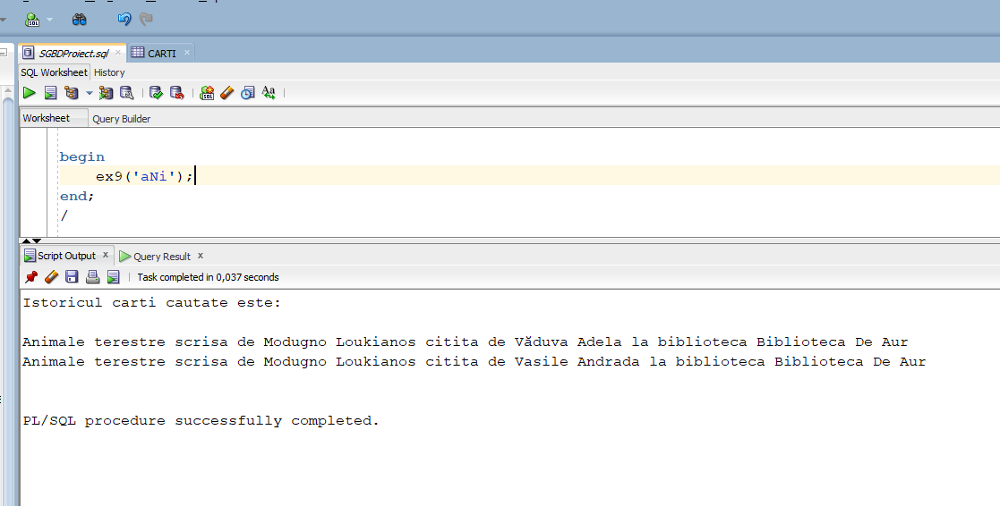 SGBDProiect.sql CARTI
SQL Worksheet History
Worksheet Query Builder
begin
ex9('aNi');
end;
/
Script Output x Query Result x
Task completed in 0,037 seconds
Istoricul carti cautate este:
Animale terestre scrisa de Modugno Loukianos citita de Văduva Adela la biblioteca Biblioteca De Aur
Animale terestre scrisa de Modugno Loukianos citita de Vasile Andrada la biblioteca Biblioteca De Aur
PL/SQL procedure successfully completed.